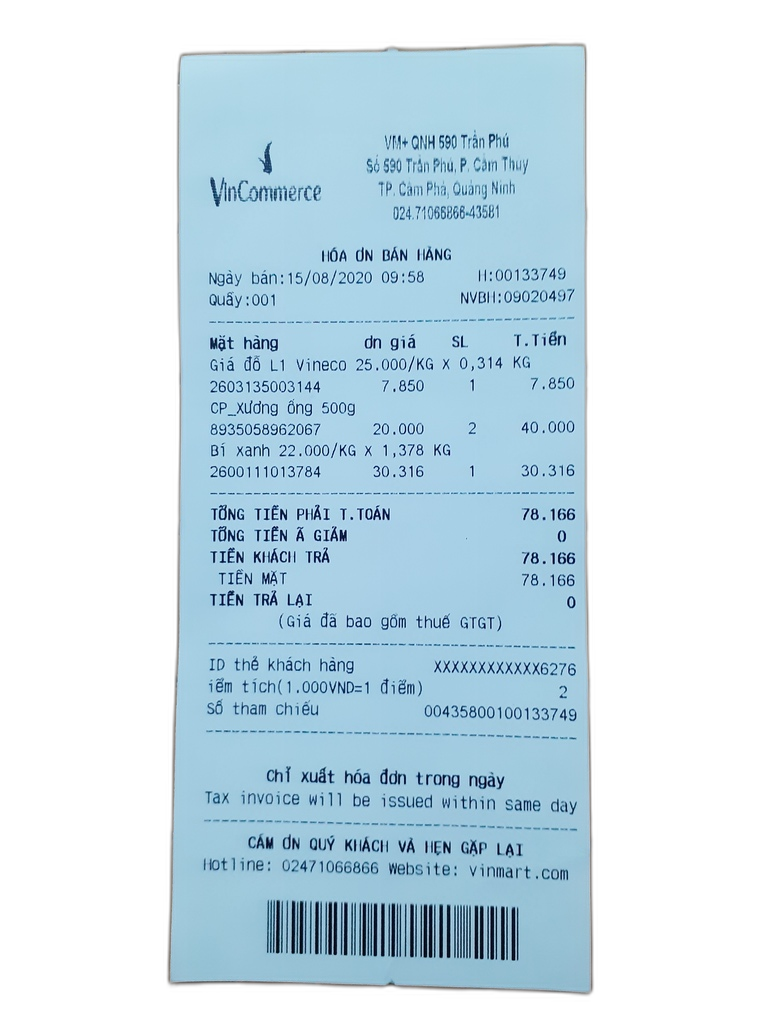 VinCommerce
VM+ QNH 590 Trần Phú
Số 590 Trần Phú, P. Cẩm Thuy
TP. Cẩm Phả, Quảng Ninh
024.71066866-43581
HÓA ƠN BÁN HÀNG
Ngày bán:15/08/2020 09:58 H:00133749
Quầy:001 NVBH:09020497
Mặt hàng ơn giá SL T.Tiền
Giá đỗ L1 Vineco 25.000/KG X 0,314 KG
2603135003144 7.850 1 7.850
CP_Xương ống 500g
8935058962067 20.000 2 40.000
Bí xanh 22.000/KG X 1,378 KG
2600111013784 30.316 1 30.316
TỔNG TIỀN PHẢI T.TOÁN 78.166
TỔNG TIỀN Ã GIẢM 0
TIỀN KHÁCH TRẢ 78.166
TIỀN MẶT 78.166
TIỀN TRẢ LẠI 0
(Giá đã bao gồm thuế GTGT)
ID thẻ khách hàng XXXXXXXXXXXX6276
iểm tích(1.000VND=1 điểm) 2
Số tham chiếu 00435800100133749
Chỉ xuất hóa đơn trong ngày
Tax invoice will be issued within same day
CẢM ƠN QUÝ KHÁCH VÀ HẸN GẶP LẠI
Hotline: 02471066866 Website: vinmart.com